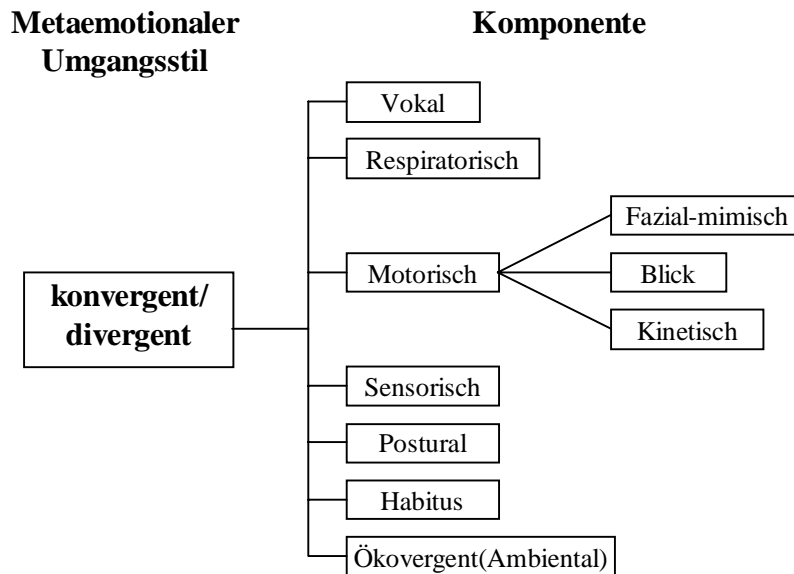 Metaemotionaler
Umgangsstil
Komponente
Vokal
Respiratorisch
Fazial-mimisch
Motorisch
Blick
Kinetisch
konvergent/
divergent
Sensorisch
Postural
Habitus
Ökovergent(Ambiental)